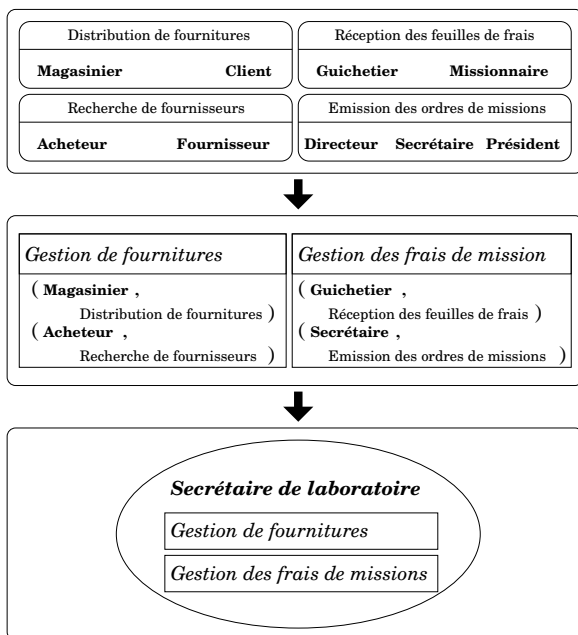 Distribution de fournitures
Magasinier Client
Réception des feuilles de frais
Guichetier Missionnaire
Recherche de fournisseurs
Acheteur Fournisseur
Emission des ordres de missions
Directeur Secrétaire Président
Gestion de fournitures
( Magasinier ,
Distribution de fournitures )
( Acheteur ,
Recherche de fournisseurs )
Gestion des frais de mission
( Guichetier ,
Réception des feuilles de frais )
( Secrétaire ,
Emission des ordres de missions )
Secrétaire de laboratoire
Gestion de fournitures
Gestion des frais de missions